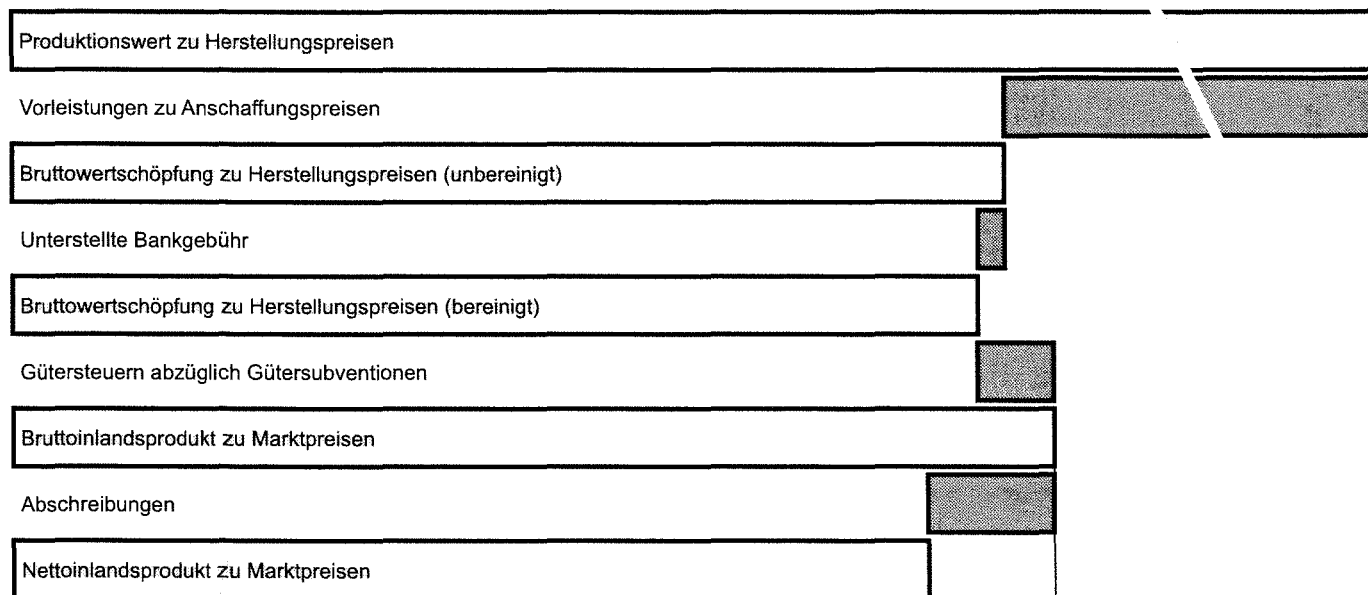 Produktionswert zu Herstellungspreisen
Vorleistungen zu Anschaffungspreisen
Bruttowertschöpfung zu Herstellungspreisen (unbereinigt)
Unterstellte Bankgebühr
Bruttowertschöpfung zu Herstellungspreisen (bereinigt)
Gütersteuern abzüglich Gütersubventionen
Bruttoinlandsprodukt zu Marktpreisen
Abschreibungen
Nettoinlandsprodukt zu Marktpreisen